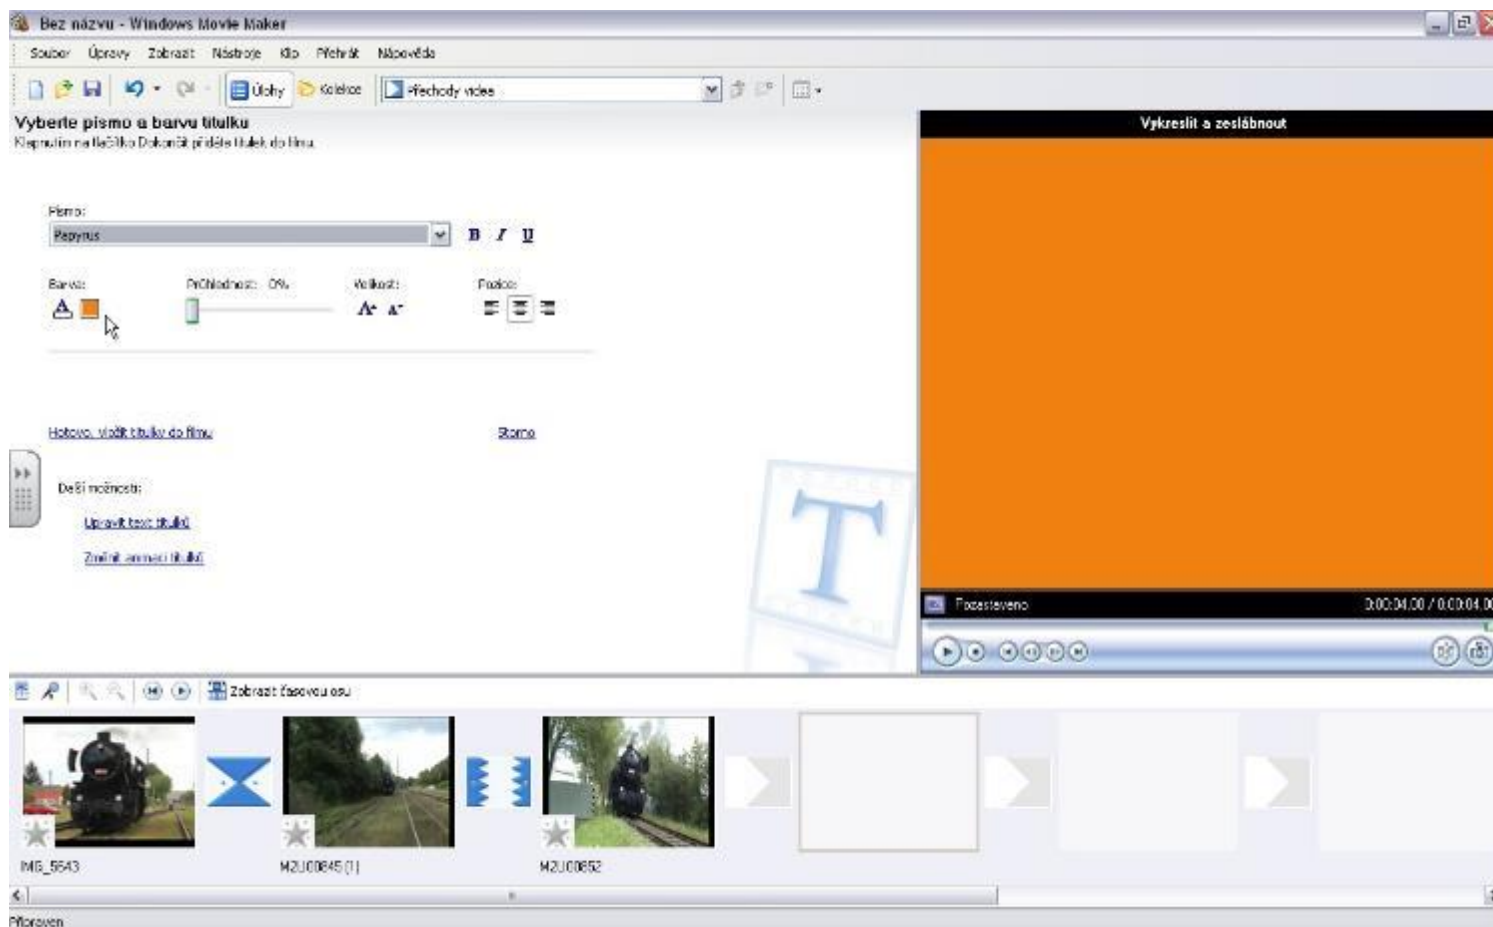 Bez názvu - Windows Movie Maker
Soubor Úpravy Zobrazit Nástroje Klip Přehrát Nápověda
Úlohy Kolekce Přechody videa
Vyberte písmo a barvu titulku
Klepnutím na tlačítko Dokončit přidáte titulek do filmu.
Vykreslit a zeslábnout
Písmo:
Papyrus
B I U
Barva: Průhlednost: 0% Velikost: Pozice:
Hotovo, vložit titulky do filmu Storno
Další možnosti:
Upravit text titulků
Změnit animaci titulků
T
Pozastaveno 0:00:04,00 / 0:00:04,00
Zobrazit časovou osu
IMG_5643 M2U00845 (1) M2U00852
Připraven